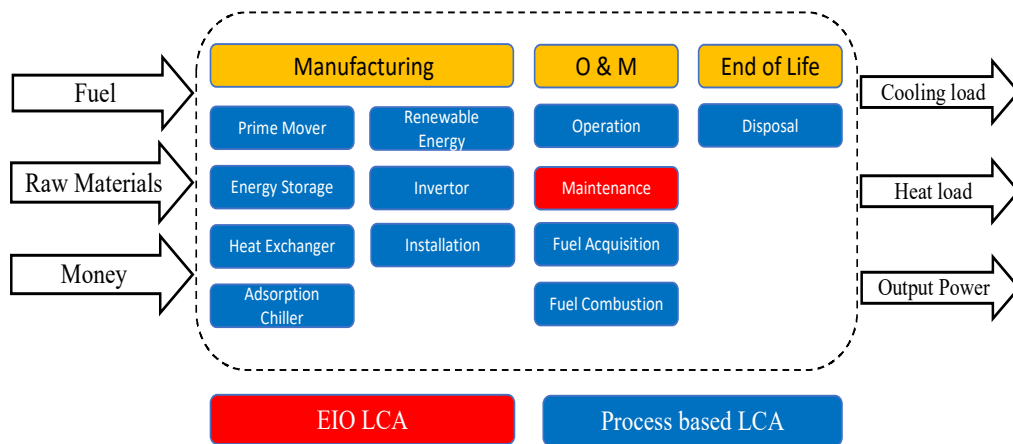 Fuel
Raw Materials
Money
Manufacturing
Prime Mover
Renewable
Energy
Energy Storage
Invertor
Heat Exchanger
Installation
Adsorption
Chiller
O & M
Operation
Maintenance
Fuel Acquisition
Fuel Combustion
End of Life
Disposal
Cooling load
Heat load
Output Power
EIO LCA
Process based LCA